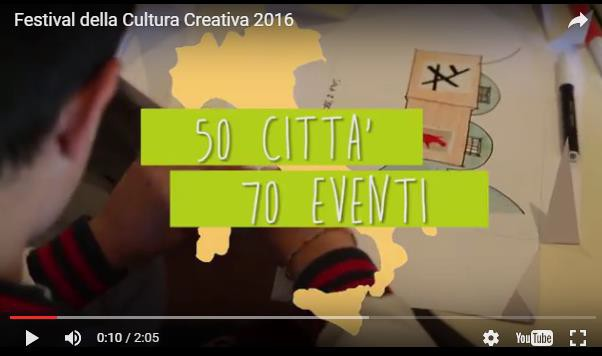 Festival della Cultura Creativa 2016
50 CITTA'
70 EVENTI
0:10 / 2:05
YouTube